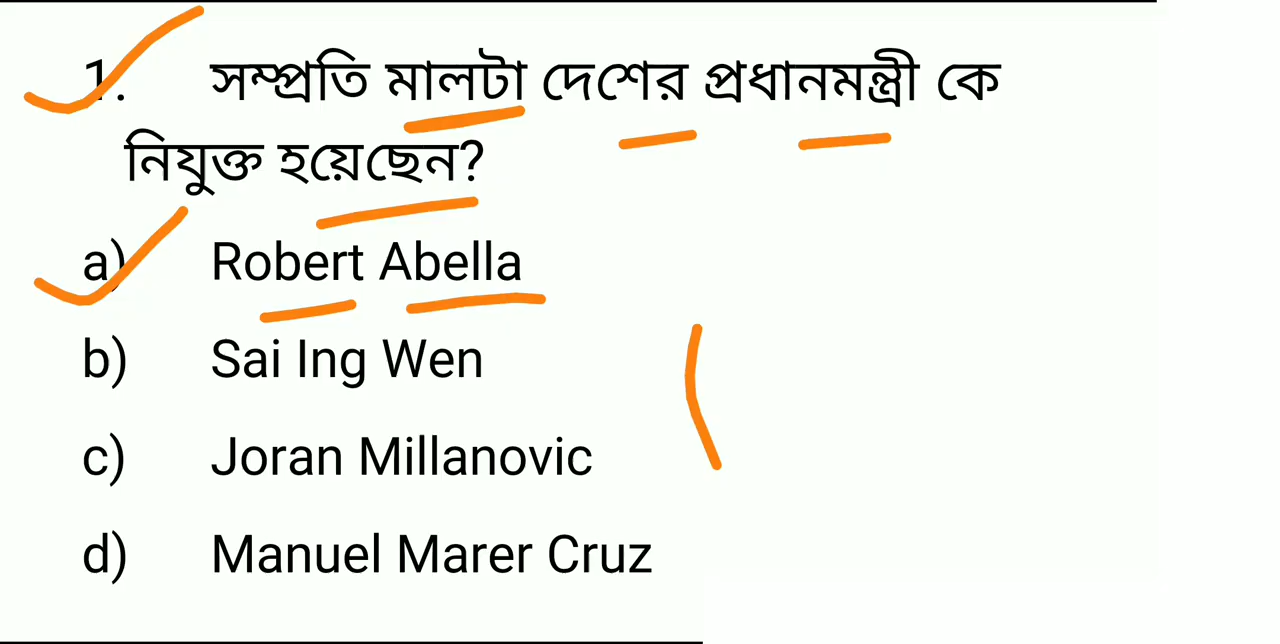 1. সম্প্রতি মালটা দেশের প্রধানমন্ত্রী কে
নিযুক্ত হয়েছেন?
a) Robert Abella
b) Sai Ing Wen
c) Joran Millanovic
d) Manuel Marer Cruz